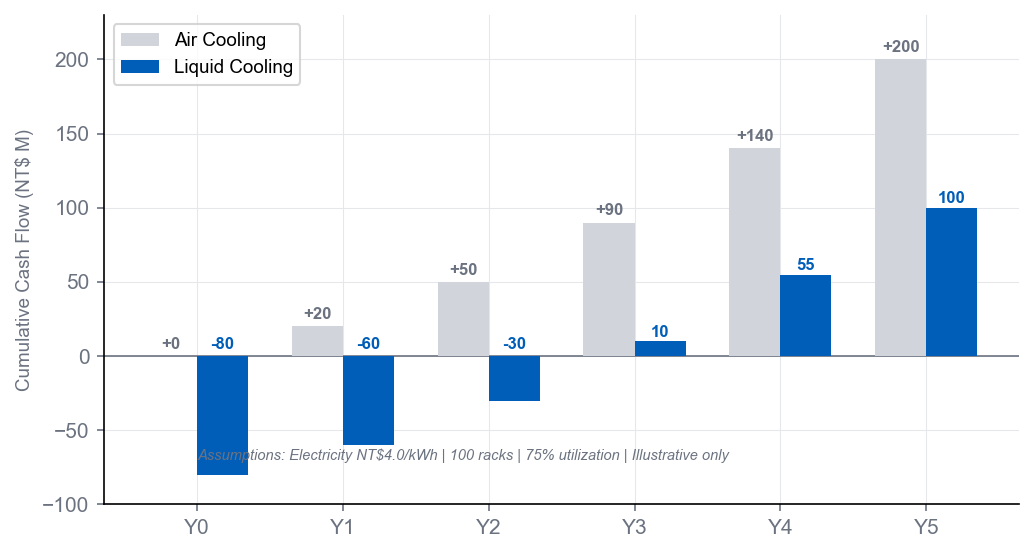 Air Cooling
Liquid Cooling
Cumulative Cash Flow (NT$ M)
200
150
100
50
0
−50
−100
+0
-80
+20
-60
+50
-30
+90
10
+140
55
+200
100
Assumptions: Electricity NT$4.0/kWh | 100 racks | 75% utilization | Illustrative only
Y0
Y1
Y2
Y3
Y4
Y5